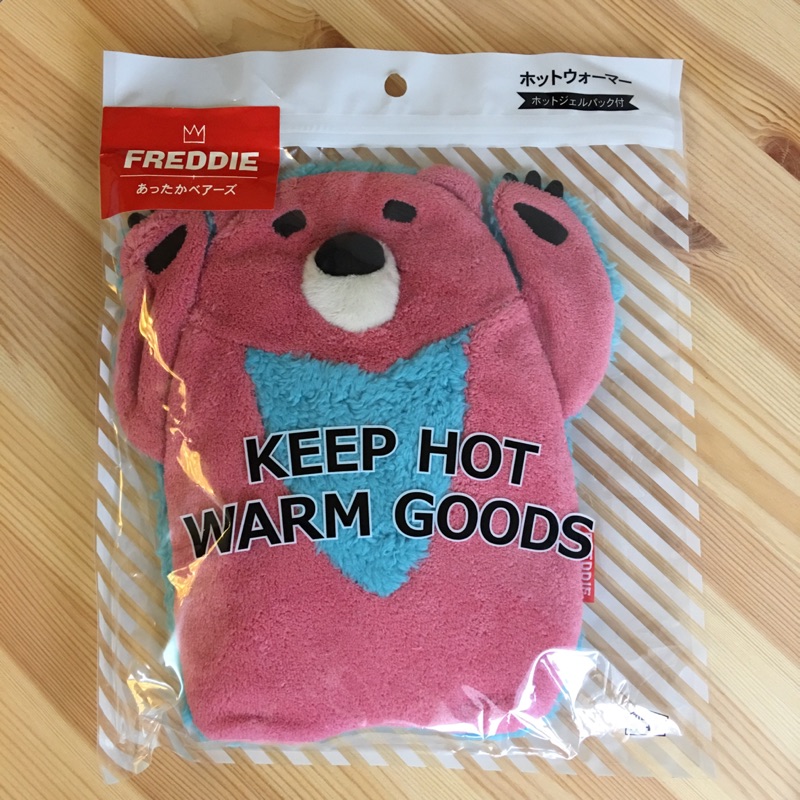 ホットウォーマー
ホットジェルパック付
FREDDIE
あったかベアーズ
KEEP HOT
WARM GOODS